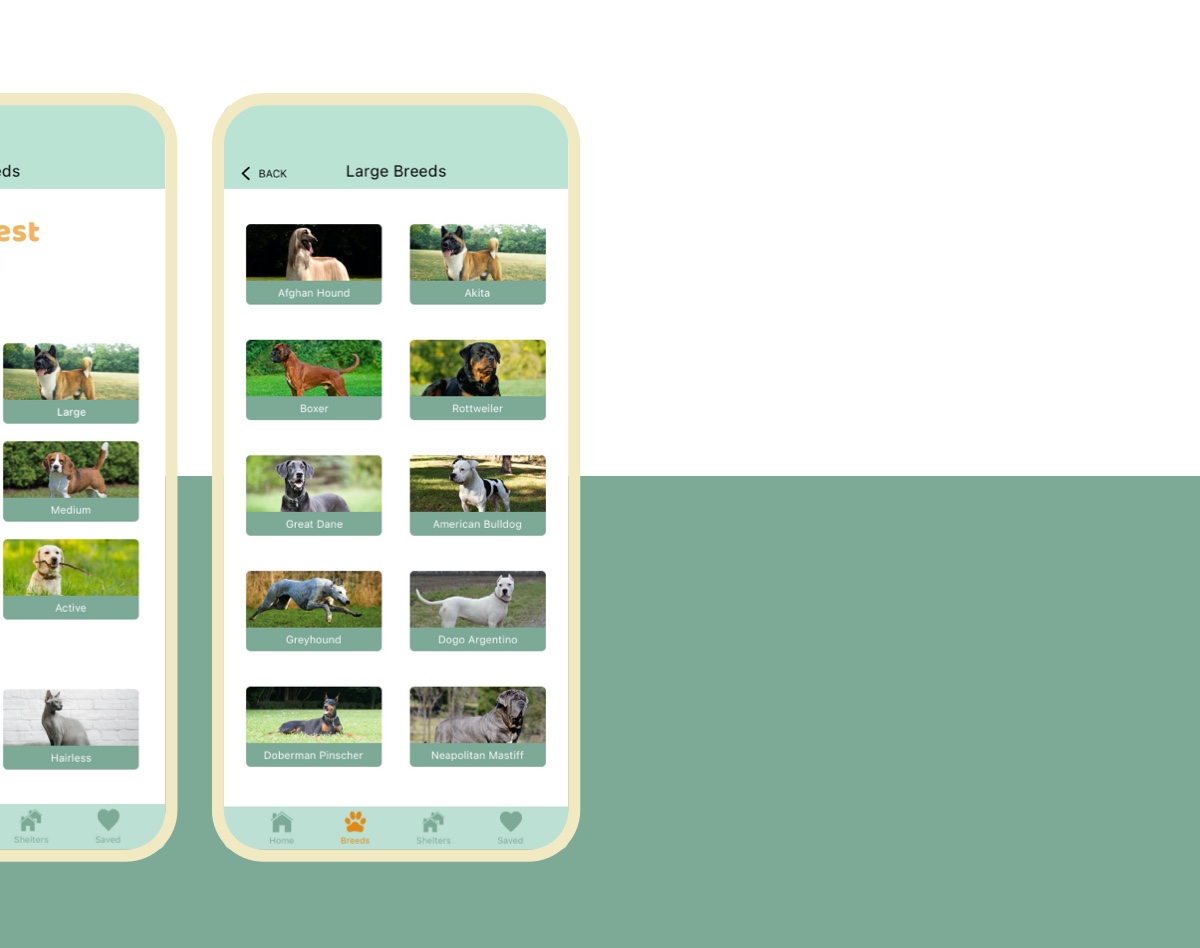 eds
est
Large
Medium
Active
Hairless
Shelters Saved
BACK Large Breeds
Afghan Hound Akita
Boxer Rottweiler
Great Dane American Bulldog
Greyhound Dogo Argentino
Doberman Pinscher Neapolitan Mastiff
Home Breeds Shelters Saved